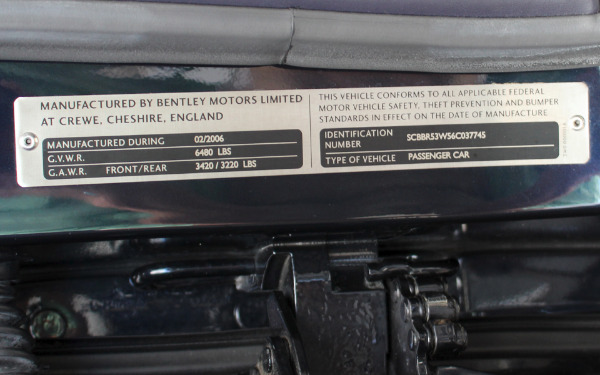 MANUFACTURED BY BENTLEY MOTORS LIMITED
AT CREWE, CHESHIRE, ENGLAND
MANUFACTURED DURING 02/2006
G.V.W.R. 6480 LBS
G.A.W.R. FRONT/REAR 3420 / 3220 LBS
THIS VEHICLE CONFORMS TO ALL APPLICABLE FEDERAL
MOTOR VEHICLE SAFETY, THEFT PREVENTION AND BUMPER
STANDARDS IN EFFECT ON THE DATE OF MANUFACTURE.
IDENTIFICATION NUMBER SCBBR53W56C037745
TYPE OF VEHICLE PASSENGER CAR